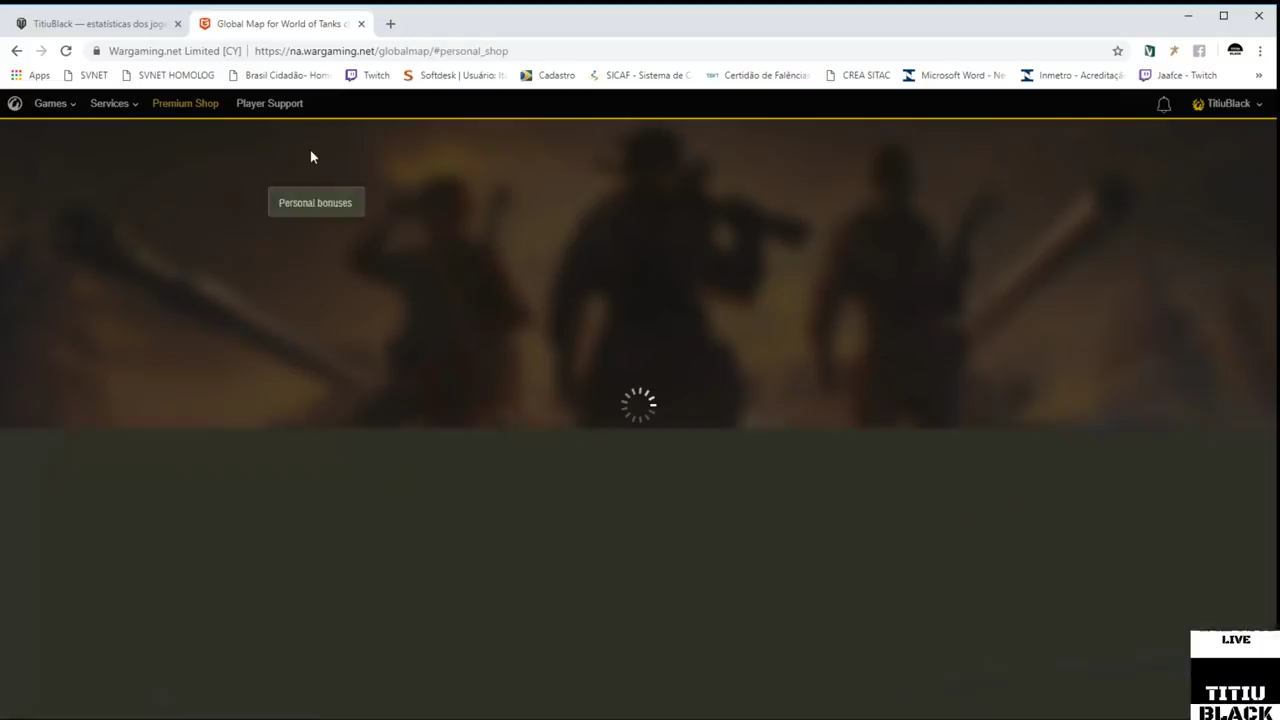 TitiuBlack — estatísticas dos jog
Global Map for World of Tanks c
Wargaming.net Limited [CY]
https://na.wargaming.net/globalmap/#personal_shop
Apps
SVNET
SVNET HOMOLOG
Brasil Cidadão- Hom
Twitch
Softdesk | Usuário: Ita
Cadastro
SICAF - Sistema de C
Certidão de Falência
CREA SITAC
Microsoft Word - Ne
Inmetro - Acreditaçã
Jaafce - Twitch
»
Games
Services
Premium Shop
Player Support
TitiuBlack
Personal bonuses
LIVE
TITIU
BLACK